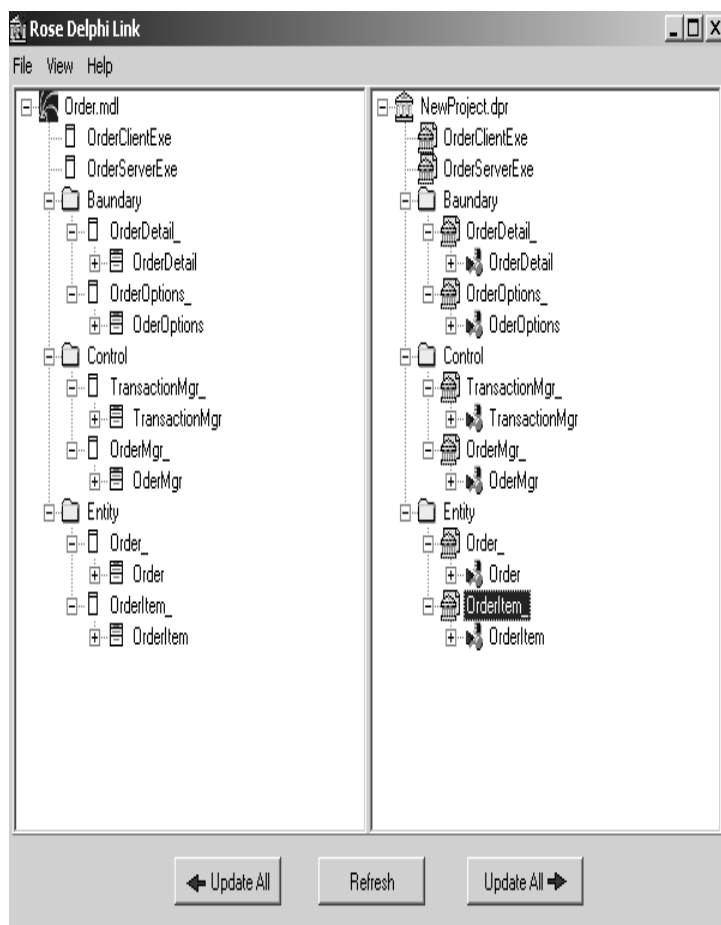 Rose Delphi Link
File View Help
Order.mdl
OrderClientExe
OrderServerExe
Baundary
OrderDetail_
OrderDetail
OrderOptions_
OderOptions
Control
TransactionMgr_
TransactionMgr
OrderMgr_
OderMgr
Entity
Order_
Order
OrderItem_
OrderItem
NewProject.dpr
OrderClientExe
OrderServerExe
Baundary
OrderDetail_
OrderDetail
OrderOptions_
OderOptions
Control
TransactionMgr_
TransactionMgr
OrderMgr_
OderMgr
Entity
Order_
Order
OrderItem_
OrderItem
Update All Refresh Update All